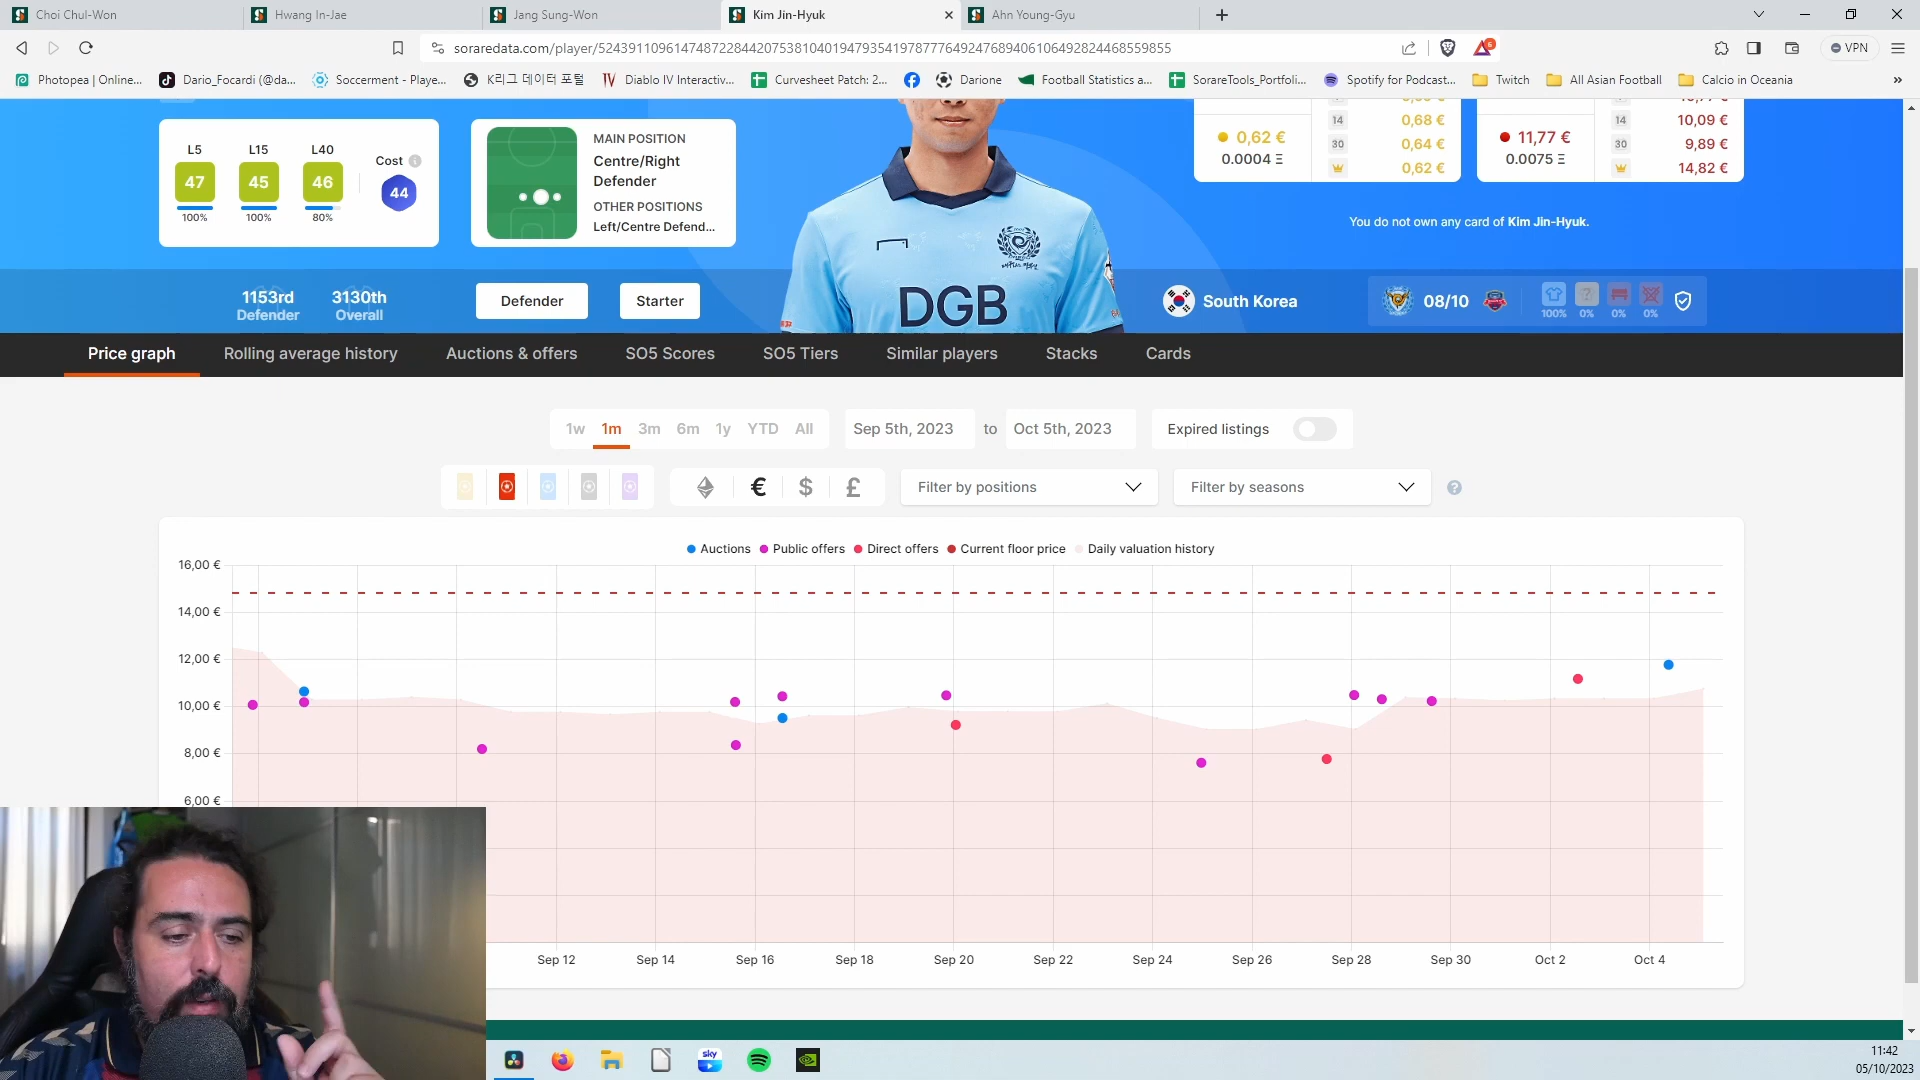 Choi Chul-Won
Hwang In-Jae
Jang Sung-Won
Kim Jin-Hyuk
Ahn Young-Gyu
soraredata.com/player/52439110961474872284420753810401947935419787776492476894061064928244685598​55
VPN
Photopea | Online...
Dario_Focardi (@da...
Soccerment - Playe...
K리그 데이터 포털
Diablo IV Interactiv...
Curvesheet Patch: 2...
Darione
Football Statistics a...
SorareTools_Portfoli...
Spotify for Podcast...
Twitch
All Asian Football
Calcio in Oceania
L5 L15 L40 Cost
47 45 46 44
100% 100% 80%
MAIN POSITION
Centre/Right
Defender
OTHER POSITIONS
Left/Centre Defend...
0,62 €
0.0004 Ξ
14 0,68 €
30 0,64 €
0,62 €
11,77 €
0.0075 Ξ
14 10,09 €
30 9,89 €
14,82 €
You do not own any card of Kim Jin-Hyuk.
DGB
1153rd
Defender
3130th
Overall
Defender
Starter
South Korea
08/10
100% 0% 0% 0%
Price graph
Rolling average history
Auctions & offers
SO5 Scores
SO5 Tiers
Similar players
Stacks
Cards
1w 1m 3m 6m 1y YTD All
Sep 5th, 2023 to Oct 5th, 2023
Expired listings
€ $ £
Filter by positions
Filter by seasons
Auctions Public offers Direct offers Current floor price Daily valuation history
16,00 €
14,00 €
12,00 €
10,00 €
8,00 €
6,00 €
Sep 12 Sep 14 Sep 16 Sep 18 Sep 20 Sep 22 Sep 24 Sep 26 Sep 28 Sep 30 Oct 2 Oct 4
sky
11:42
05/10/2023